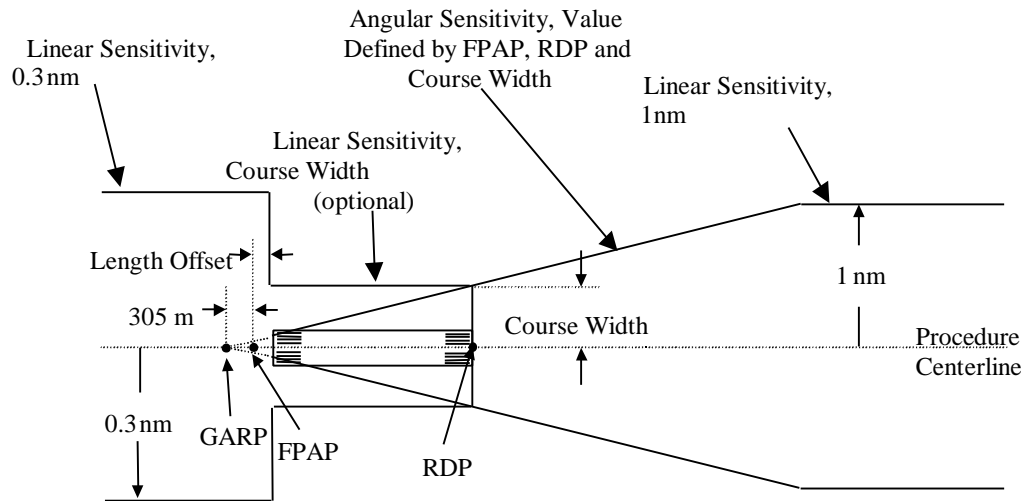 Linear Sensitivity,
0.3 nm
Angular Sensitivity, Value
Defined by FPAP, RDP and
Course Width
Linear Sensitivity,
1nm
Linear Sensitivity,
Course Width
(optional)
Length Offset
305 m
1 nm
Course Width
Procedure
Centerline
0.3 nm
GARP
FPAP
RDP